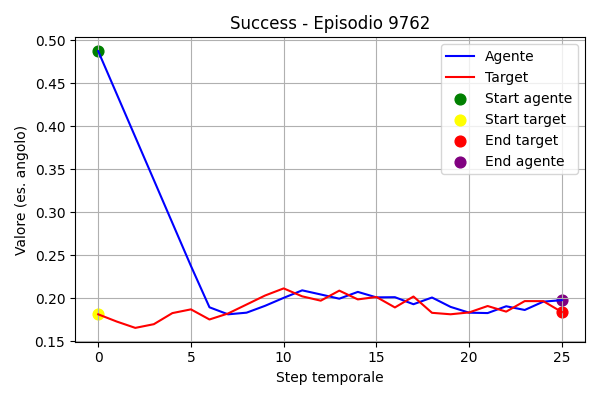 Success - Episodio 9762
Valore (es. angolo)
0.50
0.45
0.40
0.35
0.30
0.25
0.20
0.15
Agente
Target
Start agente
Start target
End target
End agente
0 5 10 15 20 25
Step temporale